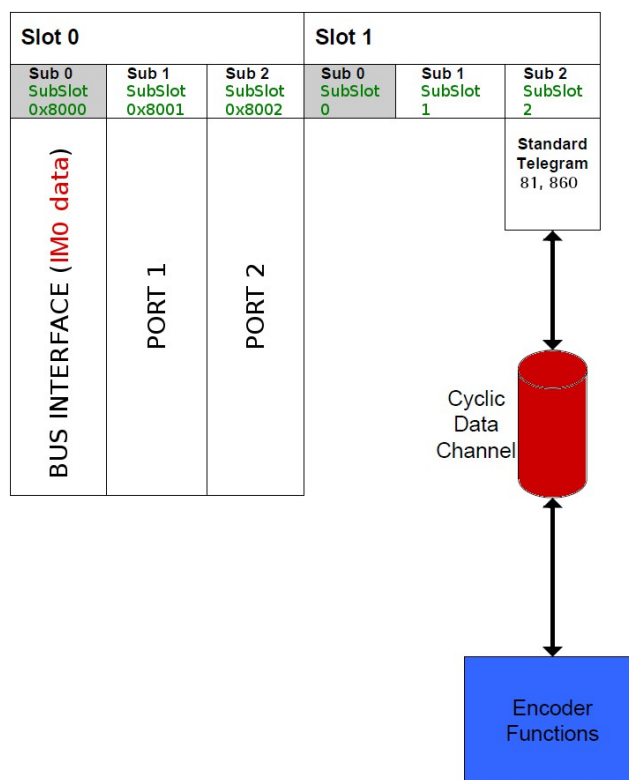 Slot 0
Slot 1
Sub 0
SubSlot
0x8000
Sub 1
SubSlot
0x8001
Sub 2
SubSlot
0x8002
Sub 0
SubSlot
0
Sub 1
SubSlot
1
Sub 2
SubSlot
2
BUS INTERFACE (IM0 data)
PORT 1
PORT 2
Standard
Telegram
81, 860
Cyclic
Data
Channel
Encoder
Functions